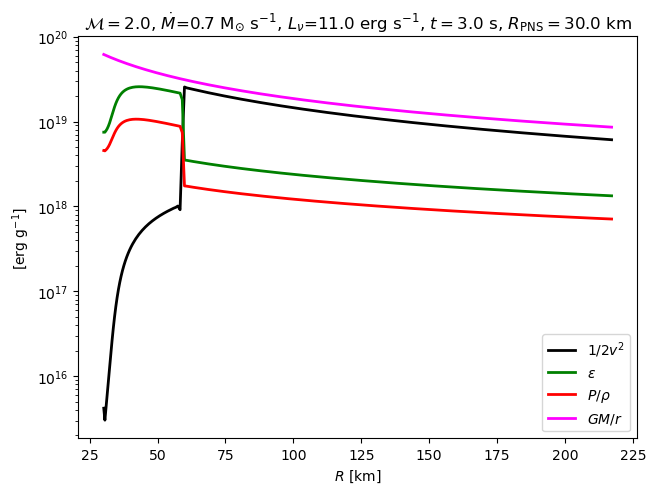 ℳ = 2.0, Ṁ=0.7 M⊙ s⁻¹, Lν=11.0 erg s⁻¹, t = 3.0 s, R_PNS = 30.0 km
10²⁰
10¹⁹
10¹⁸
10¹⁷
10¹⁶
[erg g⁻¹]
1/2v²
ε
P/ρ
GM/r
25 50 75 100 125 150 175 200 225
R [km]